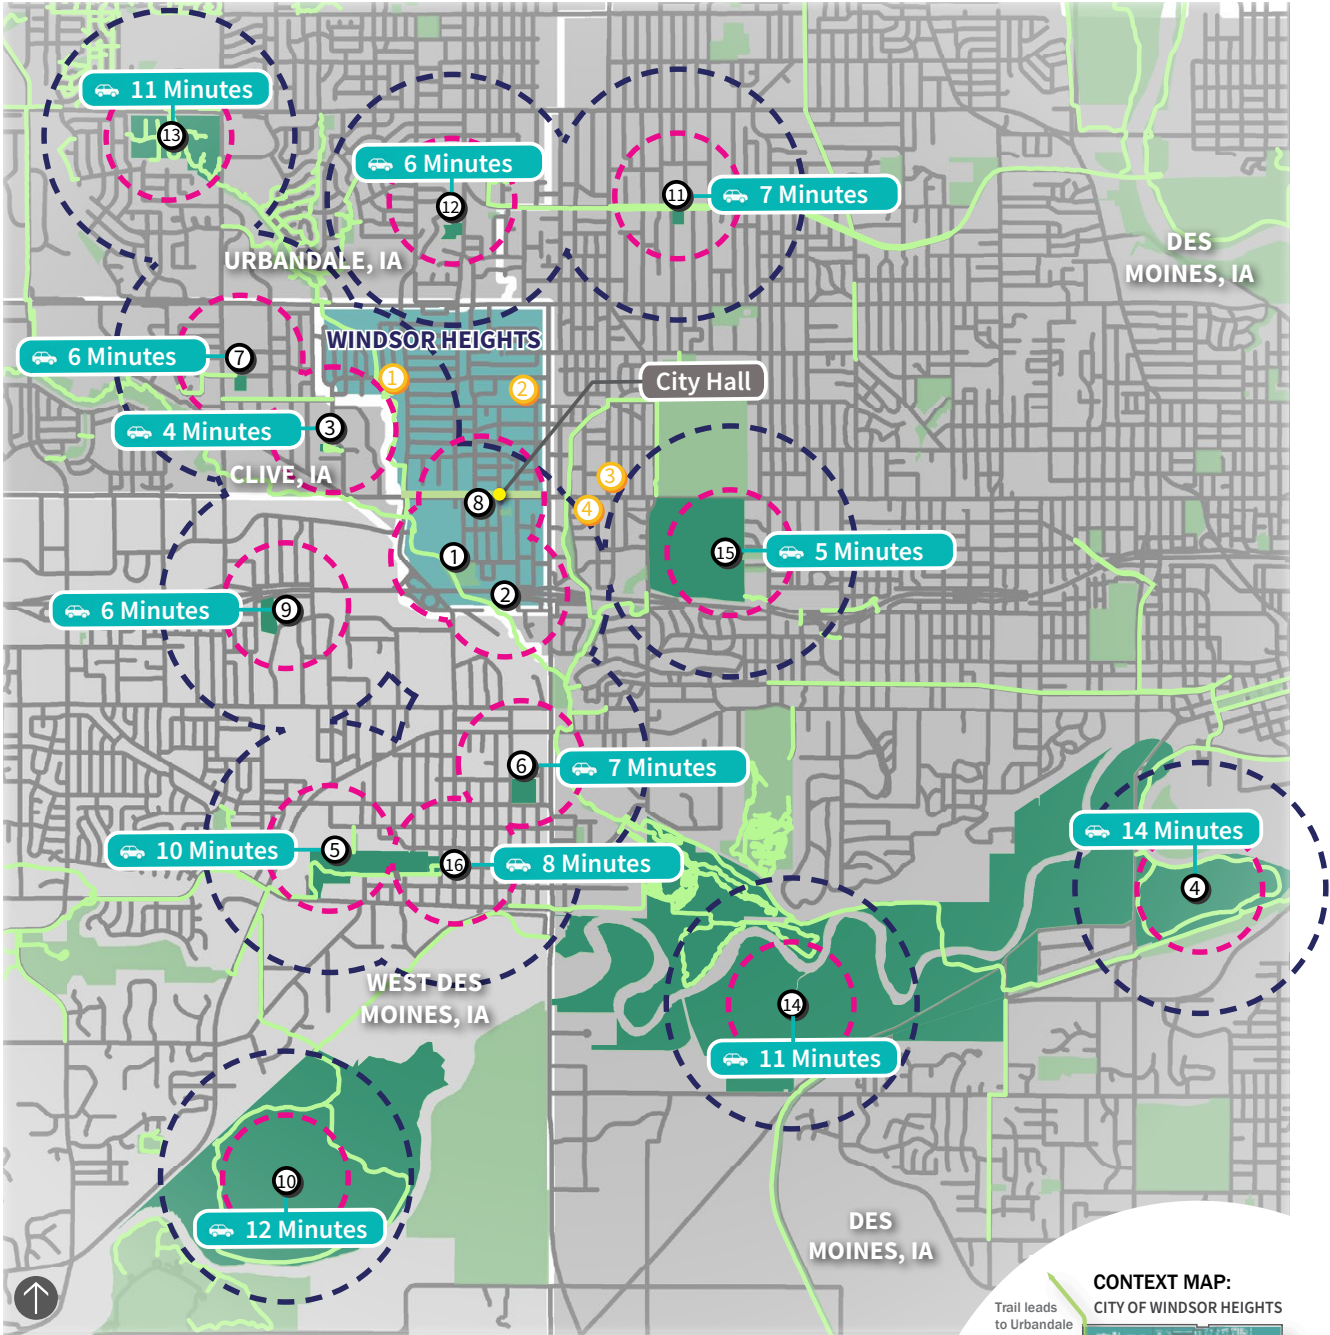 11 Minutes
13
6 Minutes
12
11
7 Minutes
DES
MOINES, IA
URBANDALE, IA
WINDSOR HEIGHTS
6 Minutes
7
1
2
City Hall
4 Minutes
3
CLIVE, IA
3
8
4
1
15
5 Minutes
2
6 Minutes
9
6
7 Minutes
10 Minutes
5
16
8 Minutes
14 Minutes
4
WEST DES
MOINES, IA
14
11 Minutes
10
12 Minutes
DES
MOINES, IA
CONTEXT MAP:
CITY OF WINDSOR HEIGHTS
Trail leads
to Urbandale